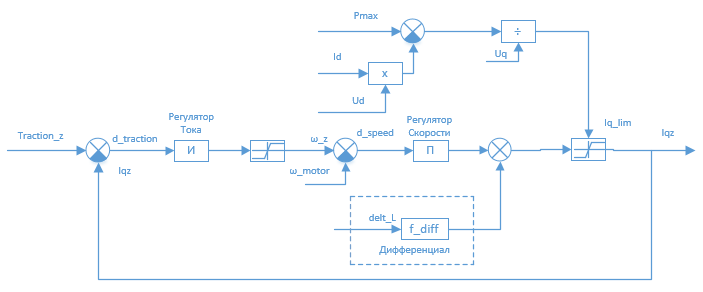 Pmax
÷
Id
Uq
x
Ud
Регулятор
Тока
Регулятор
Скорости
Iq_lim
Traction_z
d_traction
ω_z
d_speed
Iqz
И
П
Iqz
ω_motor
delt_L
f_diff
Дифференциал